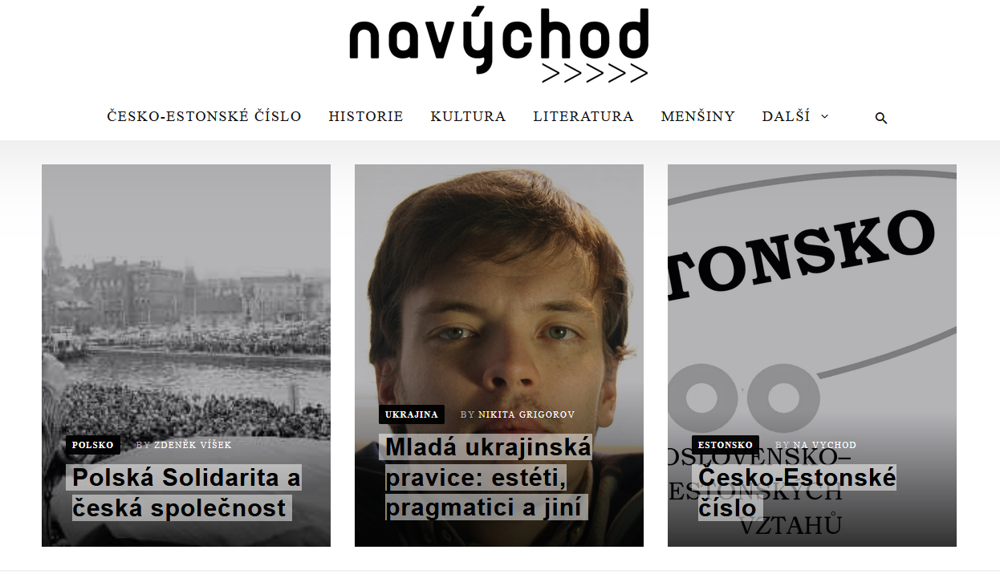 navýchod
>>>>>
ČESKO-ESTONSKÉ ČÍSLO HISTORIE KULTURA LITERATURA MENŠINY DALŠÍ
TONSKO
POLSKO BY ZDENĚK VÍŠEK
Polská Solidarita a
česká společnost
UKRAJINA BY NIKITA GRIGOROV
Mladá ukrajinská
pravice: estéti,
pragmatici a jiní
OSLOVENSKO–
ESTONSKÝCH
VZTAHŮ
ESTONSKO BY NA VYCHOD
Česko-Estonské
číslo